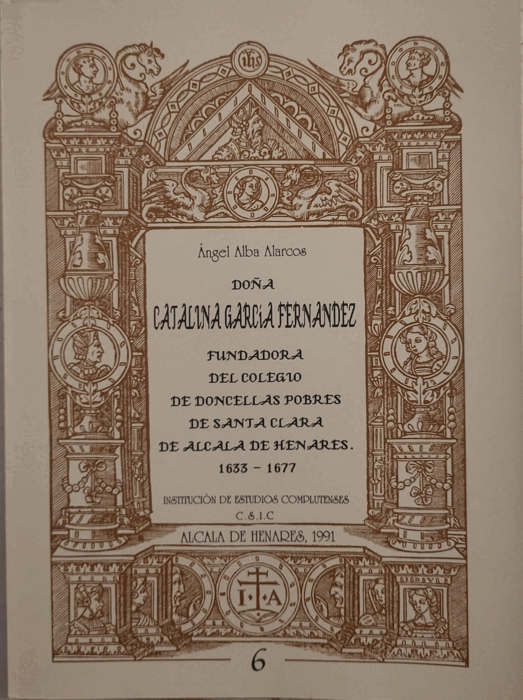 IHS
Ángel Alba Alarcos
DOÑA
CATALINA GARCíA FERNANDEZ
FUNDADORA
DEL COLEGIO
DE DONCELLAS POBRES
DE SANTA CLARA
DE ALCALA DE HENARES.
1633 - 1677
INSTITUCIÓN DE ESTUDIOS COMPLUTENSES
C.S.I.C
ALCALA DE HENARES, 1991
I A
6